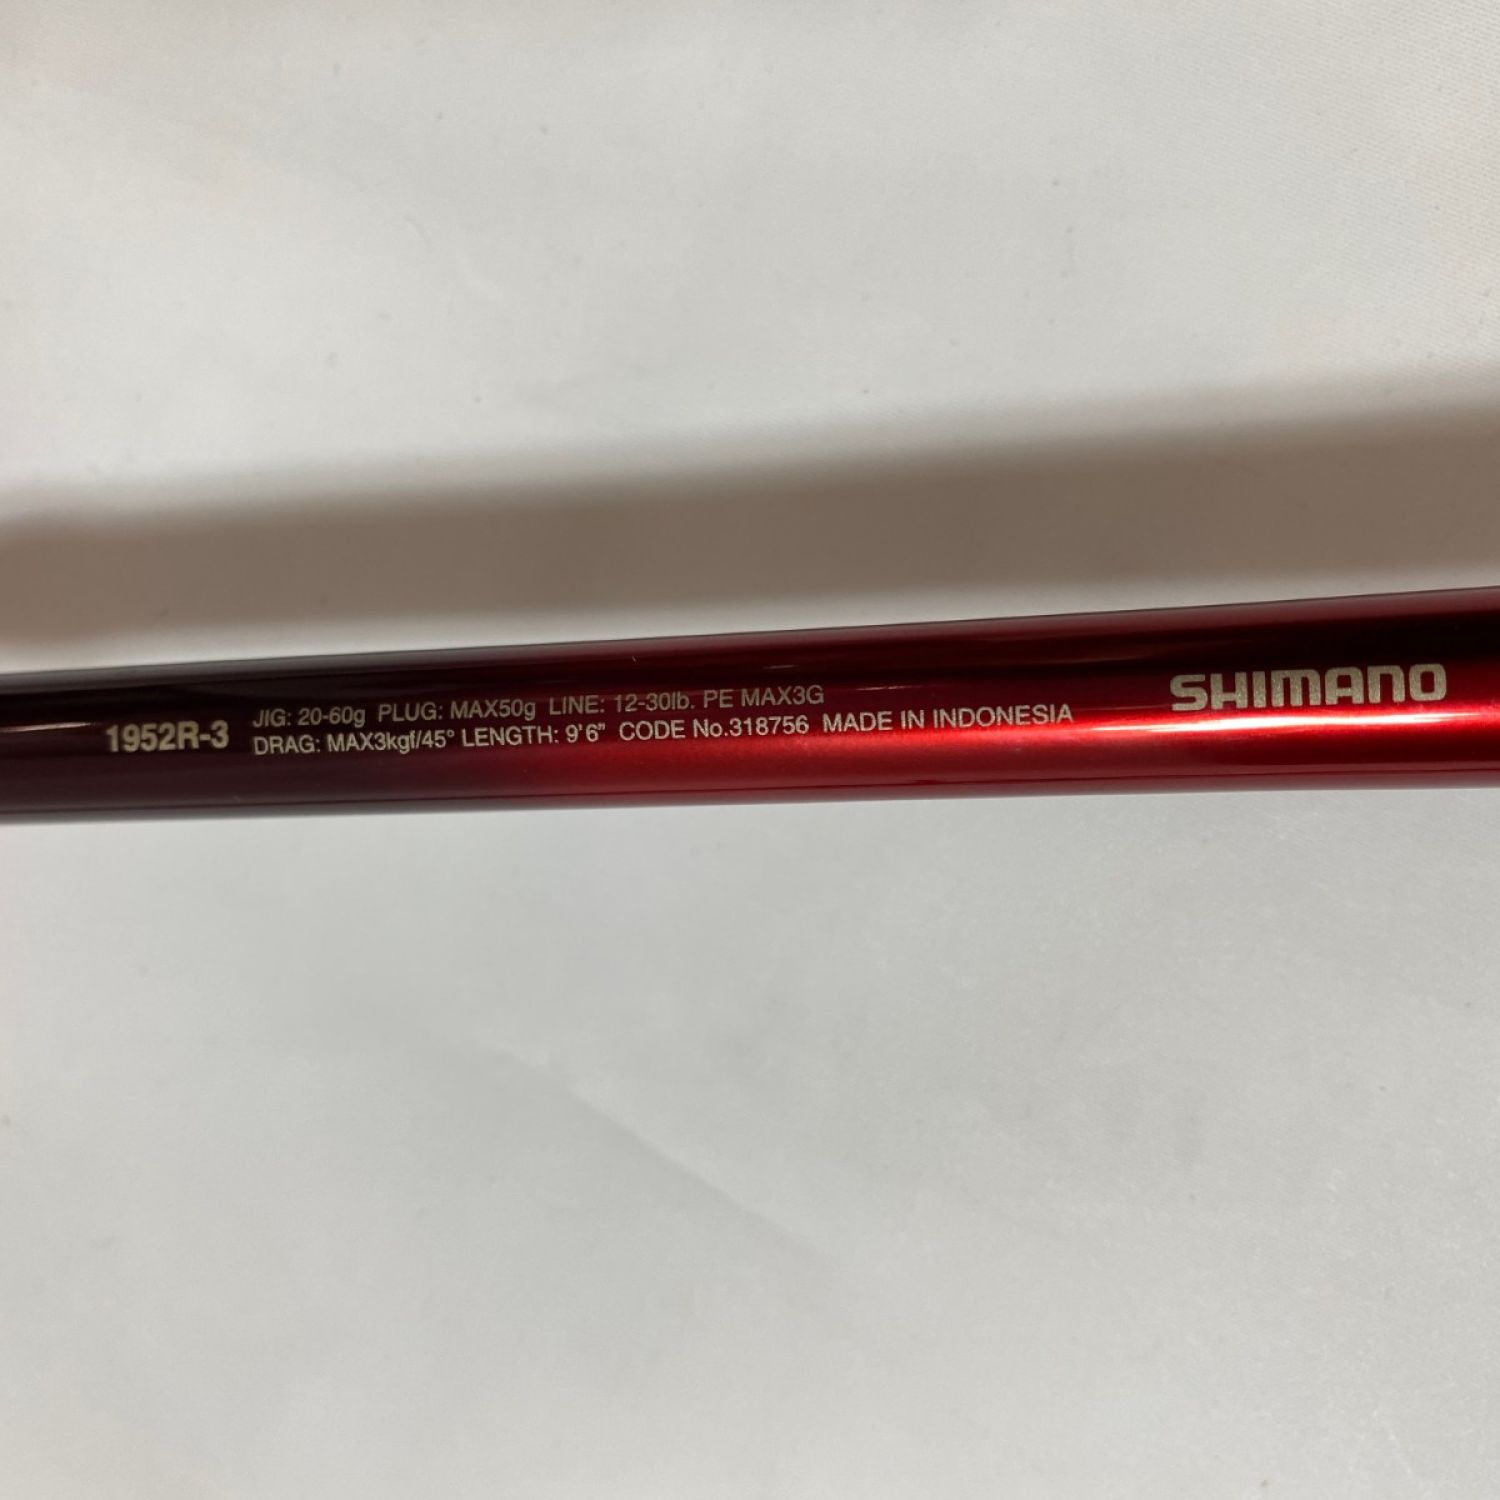 1952R-3
JIG: 20-60g PLUG: MAX50g LINE: 12-30lb. PE MAX3G
DRAG: MAX3kgf/45° LENGTH: 9'6" CODE No.318756 MADE IN INDONESIA
SHIMANO